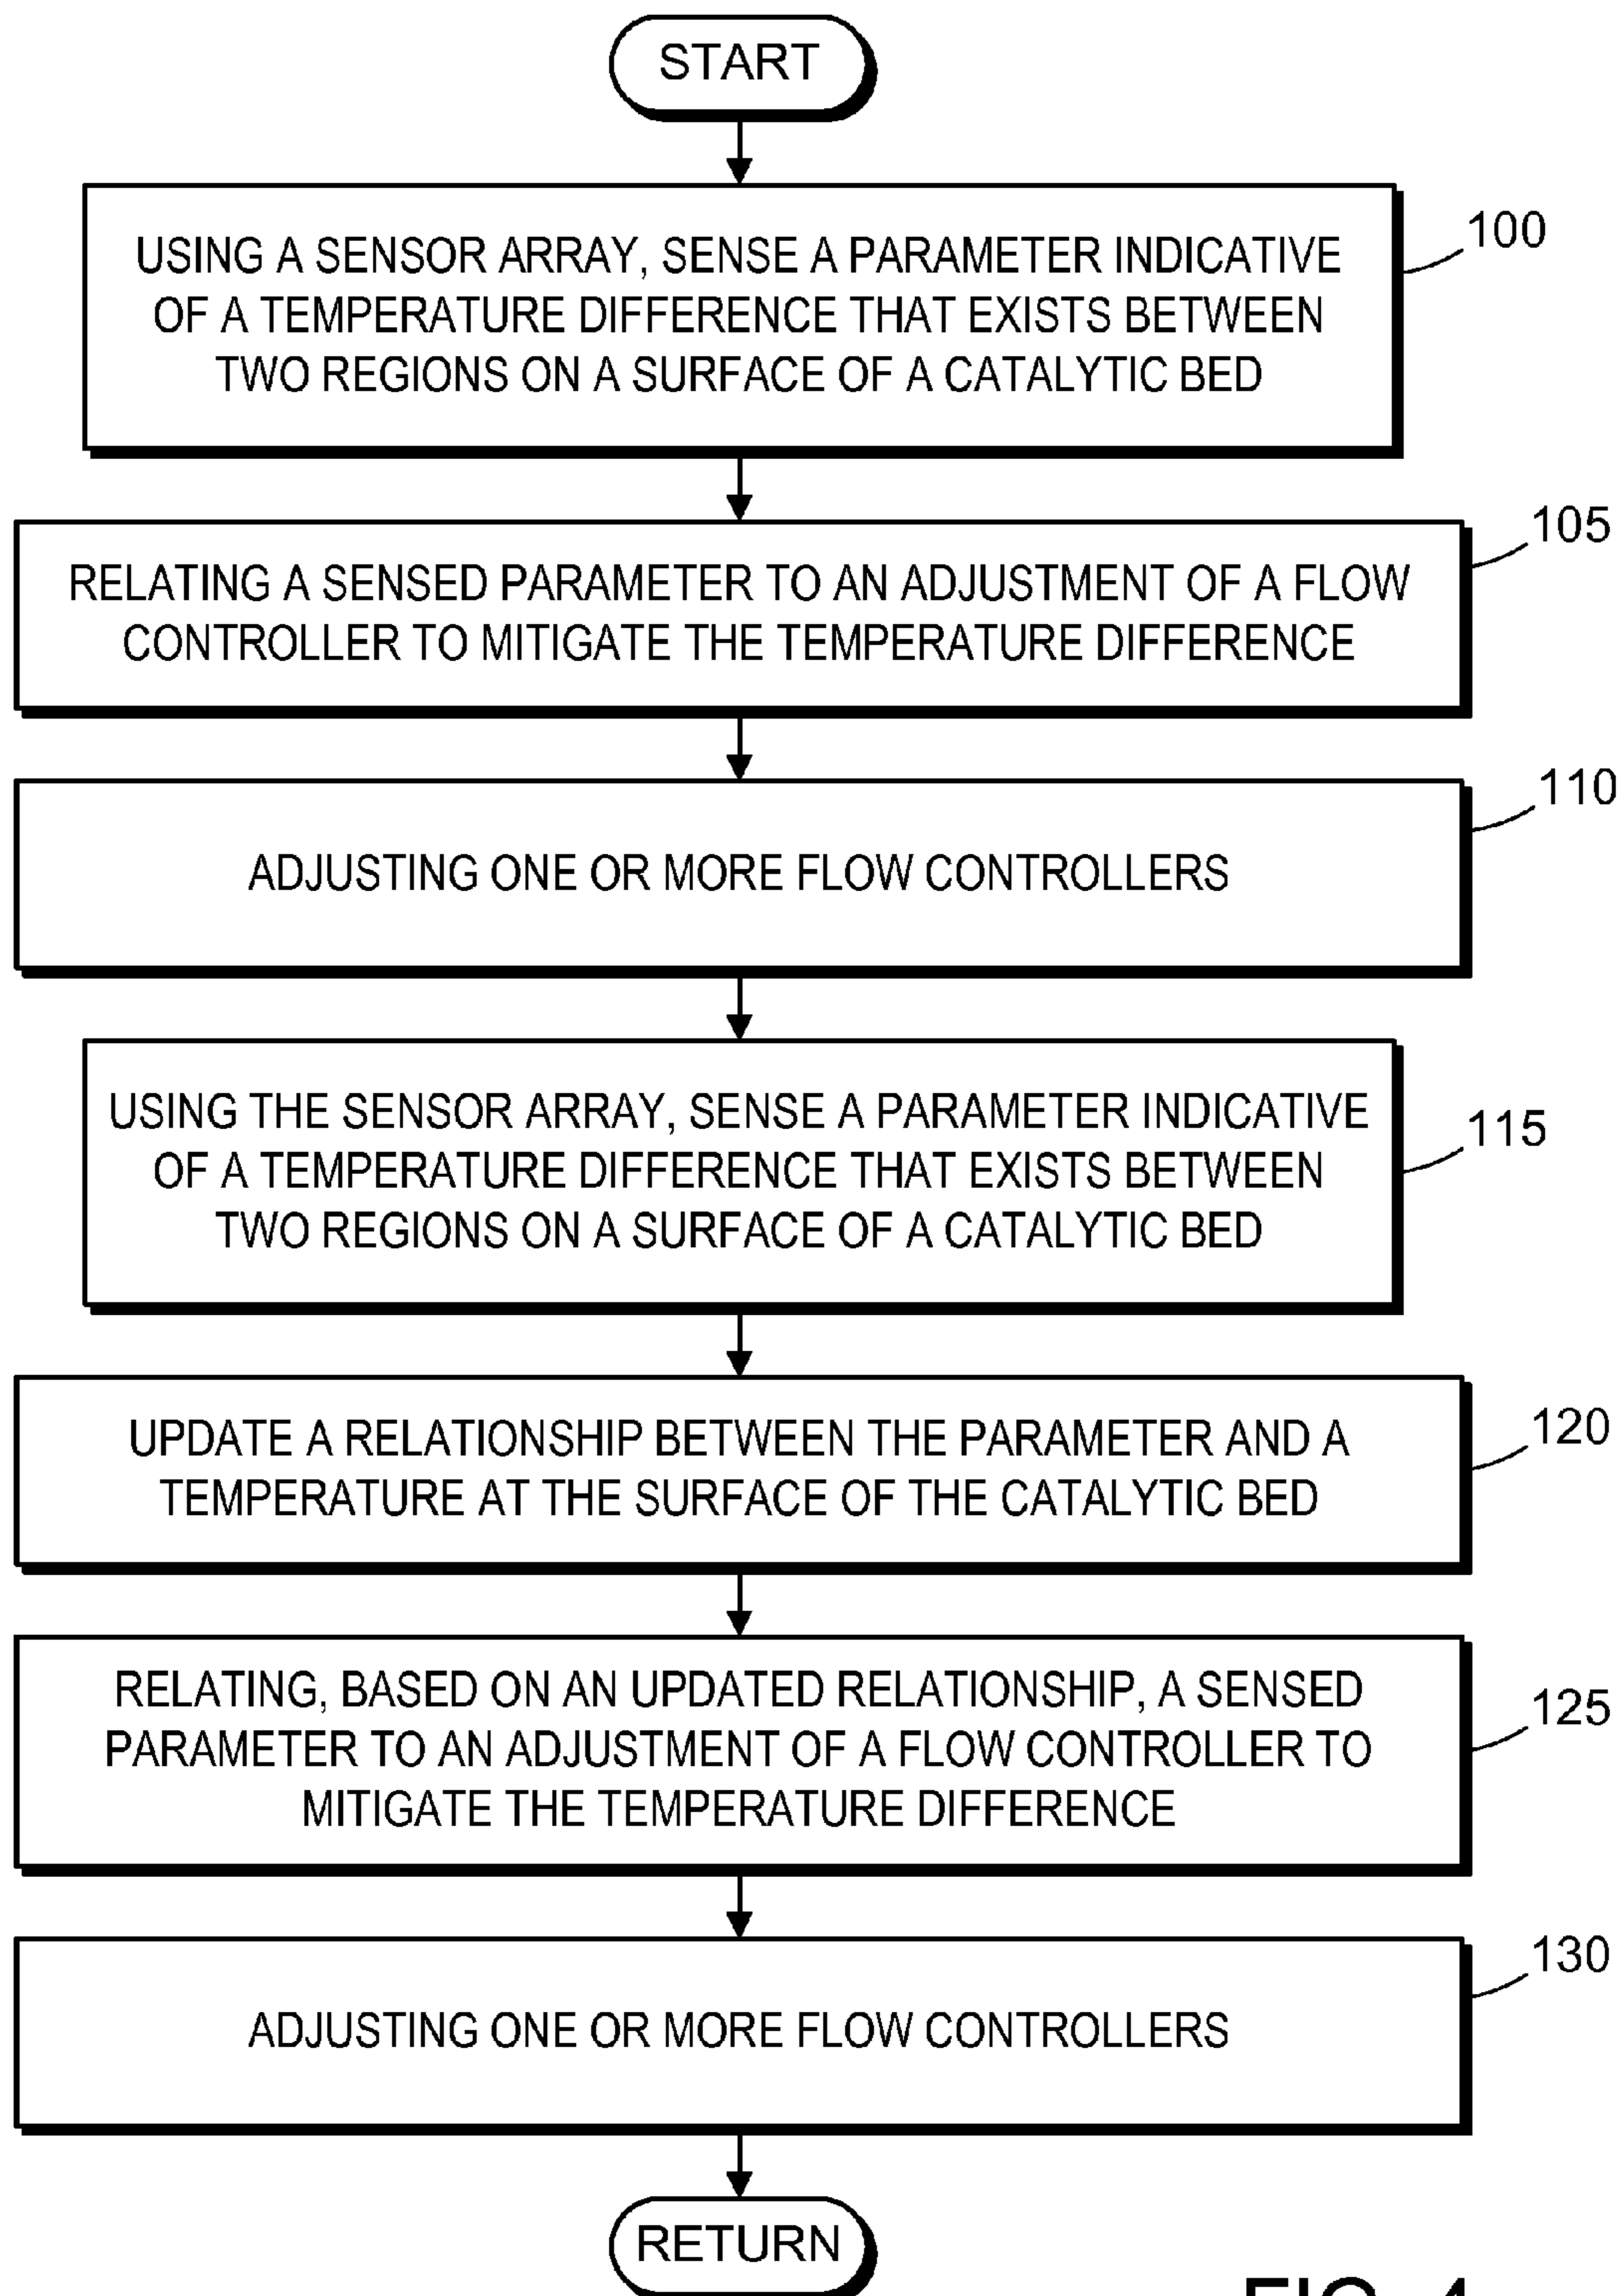 START
USING A SENSOR ARRAY, SENSE A PARAMETER INDICATIVE
OF A TEMPERATURE DIFFERENCE THAT EXISTS BETWEEN
TWO REGIONS ON A SURFACE OF A CATALYTIC BED
100
RELATING A SENSED PARAMETER TO AN ADJUSTMENT OF A FLOW
CONTROLLER TO MITIGATE THE TEMPERATURE DIFFERENCE
105
ADJUSTING ONE OR MORE FLOW CONTROLLERS
110
USING THE SENSOR ARRAY, SENSE A PARAMETER INDICATIVE
OF A TEMPERATURE DIFFERENCE THAT EXISTS BETWEEN
TWO REGIONS ON A SURFACE OF A CATALYTIC BED
115
UPDATE A RELATIONSHIP BETWEEN THE PARAMETER AND A
TEMPERATURE AT THE SURFACE OF THE CATALYTIC BED
120
RELATING, BASED ON AN UPDATED RELATIONSHIP, A SENSED
PARAMETER TO AN ADJUSTMENT OF A FLOW CONTROLLER TO
MITIGATE THE TEMPERATURE DIFFERENCE
125
ADJUSTING ONE OR MORE FLOW CONTROLLERS
130
RETURN